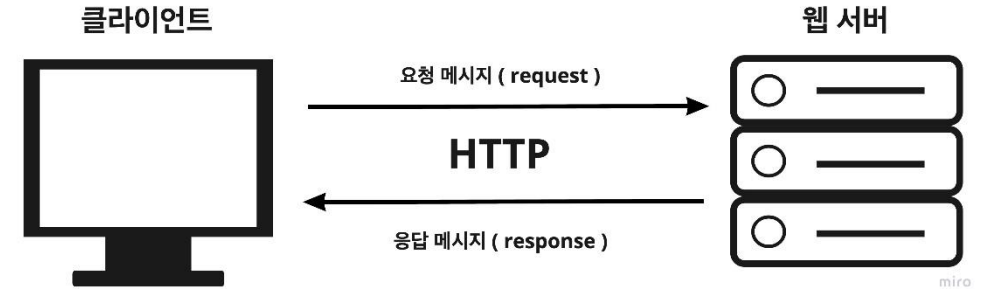 클라이언트
웹 서버
요청 메시지 ( request )
HTTP
응답 메시지 ( response )
miro